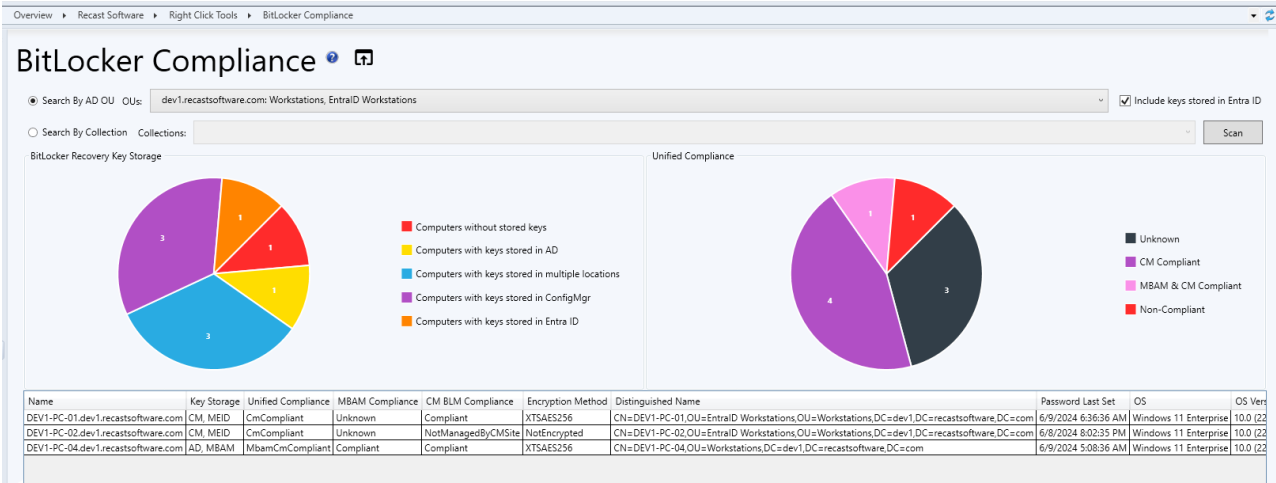 Overview ▸ Recast Software ▸ Right Click Tools ▸ BitLocker Compliance
BitLocker Compliance
Search By AD OU OUs: dev1.recastsoftware.com: Workstations, EntraID Workstations Include keys stored in Entra ID
Search By Collection Collections: Scan
BitLocker Recovery Key Storage
3
1
1
1
3
Computers without stored keys
Computers with keys stored in AD
Computers with keys stored in multiple locations
Computers with keys stored in ConfigMgr
Computers with keys stored in Entra ID
Unified Compliance
1
1
4
3
Unknown
CM Compliant
MBAM & CM Compliant
Non-Compliant
Name Key Storage Unified Compliance MBAM Compliance CM BLM Compliance Encryption Method Distinguished Name Password Last Set OS OS Vers
DEV1-PC-01.dev1.recastsoftware.com CM, MEID CmCompliant Unknown Compliant XTSAES256 CN=DEV1-PC-01,OU=EntraID Workstations,OU=Workstations,DC=dev1,DC=recastsoftware,DC=com 6/9/2024 6:36:36 AM Windows 11 Enterprise 10.0 (22
DEV1-PC-02.dev1.recastsoftware.com CM, MEID CmCompliant Unknown NotManagedByCMSite NotEncrypted CN=DEV1-PC-02,OU=EntraID Workstations,OU=Workstations,DC=dev1,DC=recastsoftware,DC=com 6/8/2024 8:02:35 PM Windows 11 Enterprise 10.0 (22
DEV1-PC-04.dev1.recastsoftware.com AD, MBAM MbamCmCompliant Compliant Compliant XTSAES256 CN=DEV1-PC-04,OU=Workstations,DC=dev1,DC=recastsoftware,DC=com 6/9/2024 5:08:36 AM Windows 11 Enterprise 10.0 (22